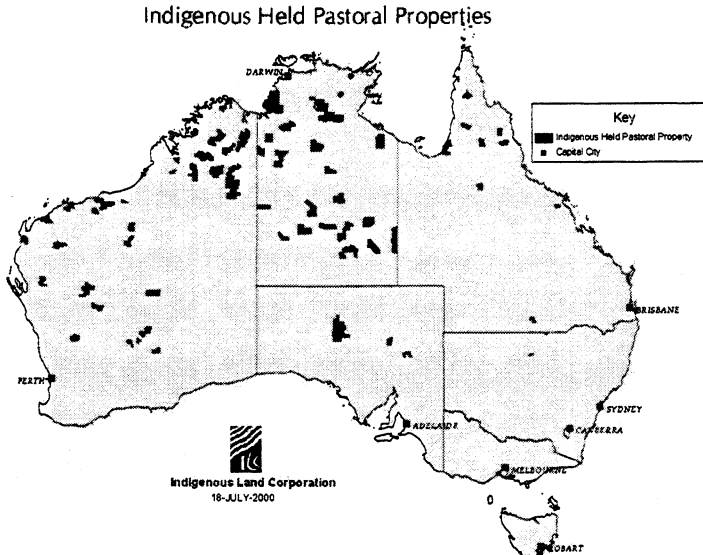 Indigenous Held Pastoral Properties
DARWIN
Key
Indigenous Held Pastoral Property
Capital City
BRISBANE
PERTH
SYDNEY
ADELAIDE
CANBERRA
MELBOURNE
ILC
Indigenous Land Corporation
18-JULY-2000
HOBART